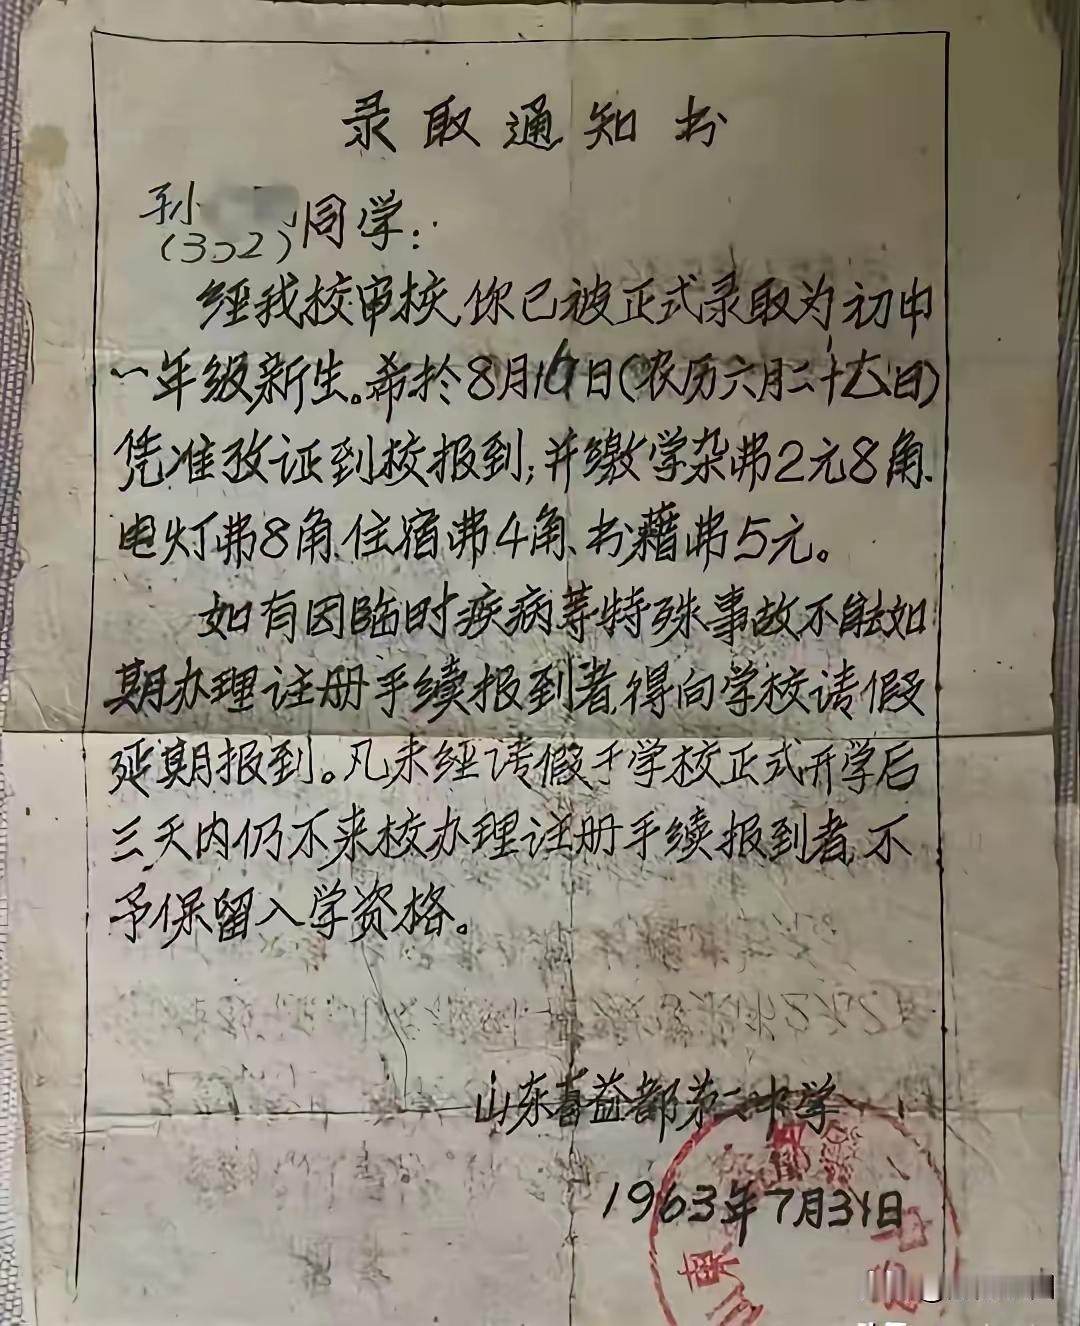 录取通知书
孙 同学：
(302)
经我校审核,你已被正式录取为初中
一年级新生。希於8月16日(农历六月二十七日)
凭准考证到校报到;并缴学杂费2元8角、
电灯费8角、住宿费4角、书籍费5元。
如有因临时疾病等特殊事故不能如
期办理注册手续报到者,得向学校请假
延期报到。凡未经请假于学校正式开学后
三天内仍不来校办理注册手续报到者,不
予保留入学资格。
山东省益都第二中学
1963年7月31日